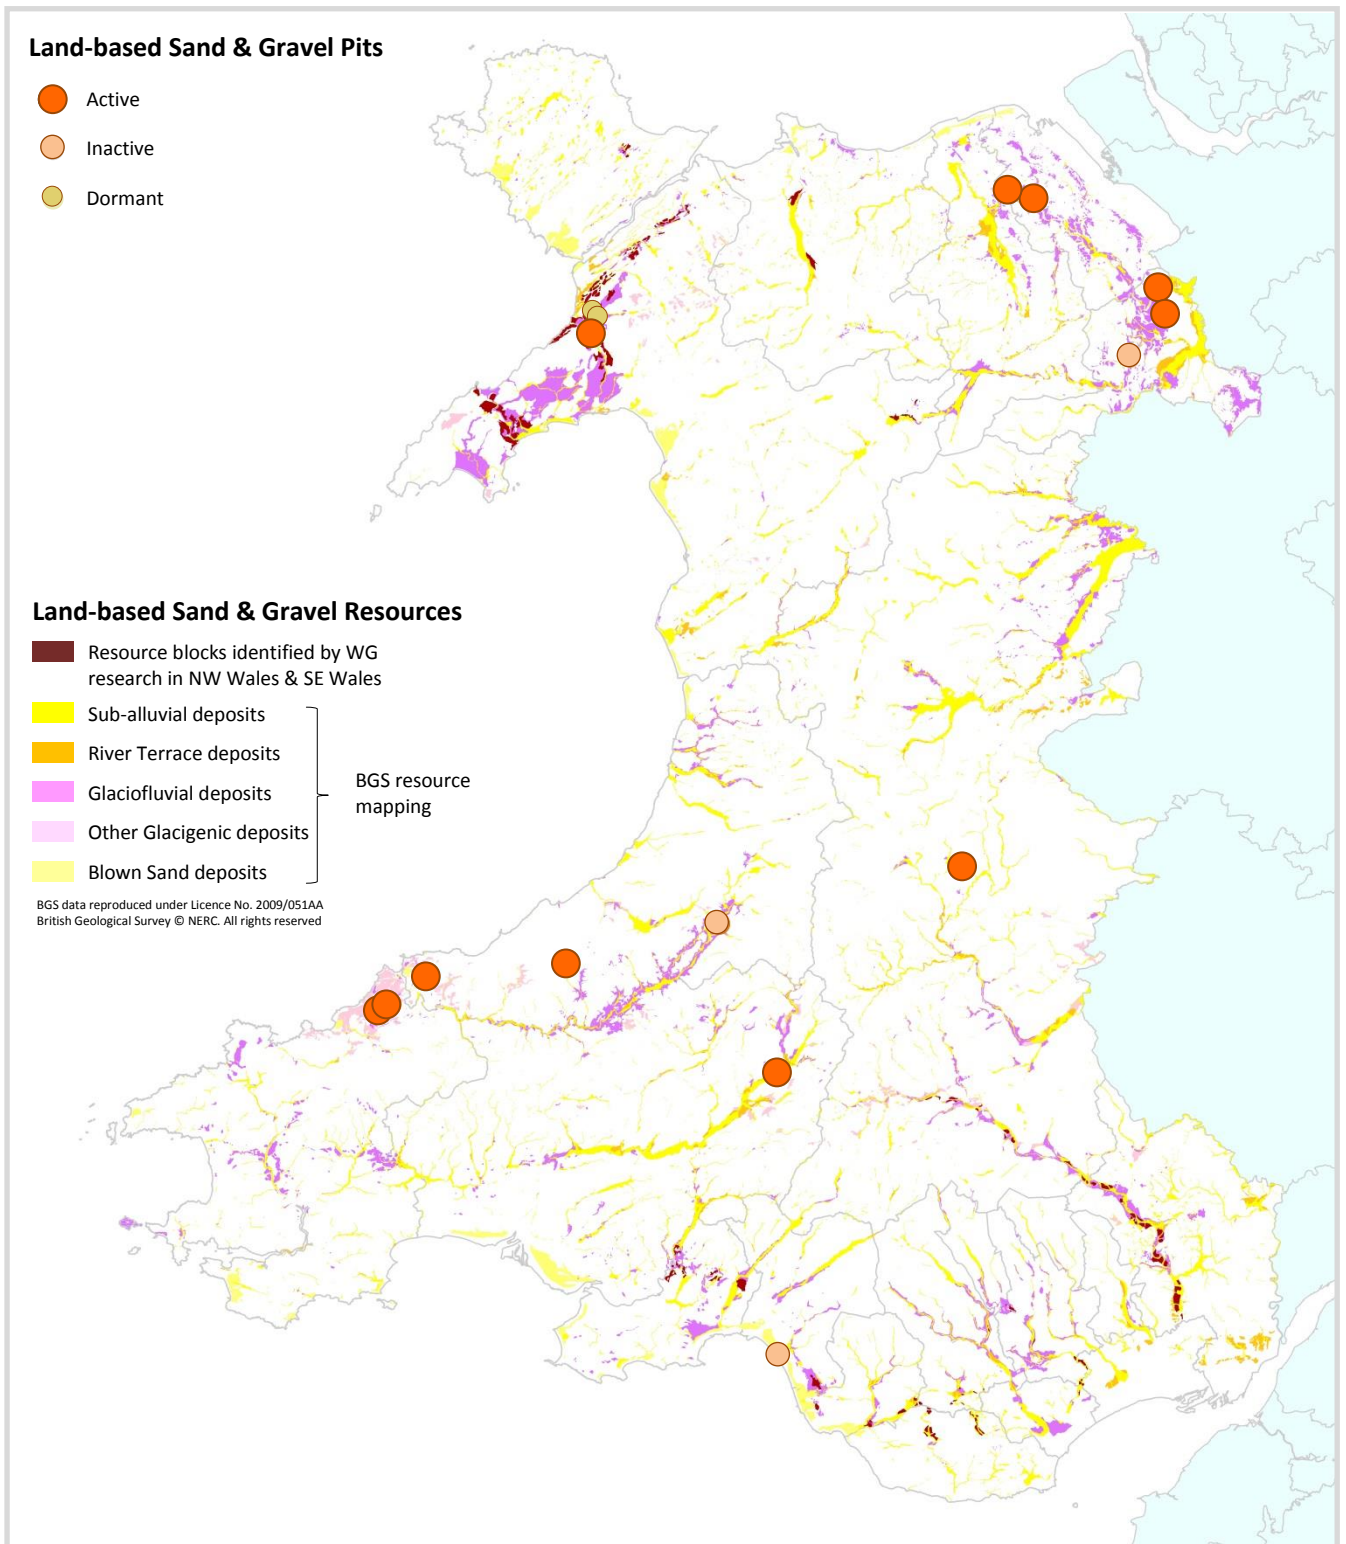 Land-based Sand & Gravel Pits
Active
Inactive
Dormant
Land-based Sand & Gravel Resources
Resource blocks identified by WG
research in NW Wales & SE Wales
Sub-alluvial deposits
River Terrace deposits
Glaciofluvial deposits
Other Glacigenic deposits
Blown Sand deposits
BGS resource
mapping
BGS data reproduced under Licence No. 2009/051AA
British Geological Survey © NERC. All rights reserved